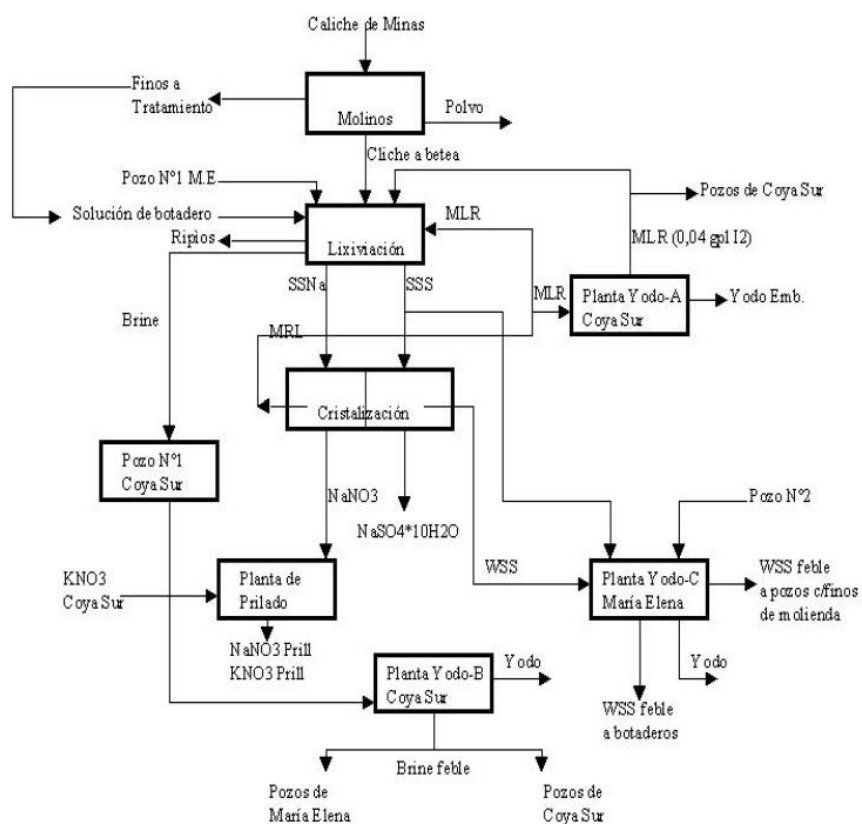 Caliche de Minas
Finos a
Tratamiento
Molinos
Polvo
Cliche a betea
Pozo Nº1 M.E
Pozos de Coya Sur
Solución de botadero
MLR
MLR (0,04 gpl I2)
Ripios
Lixiviación
SSNa
SSS
MLR
Planta Yodo-A
Coya Sur
Yodo Emb.
Brine
MRL
Cristalización
Pozo Nº1
Coya Sur
NaNO3
Pozo Nº2
NaSO4*10H2O
WSS
KNO3
Coya Sur
Planta de
Prilado
Planta Yodo-C
María Elena
WSS feble
a pozos c/finos
de molienda
NaNO3 Prill
KNO3 Prill
Planta Yodo-B
Coya Sur
Yodo
Yodo
WSS feble
a botaderos
Brine feble
Pozos de
María Elena
Pozos de
Coya Sur